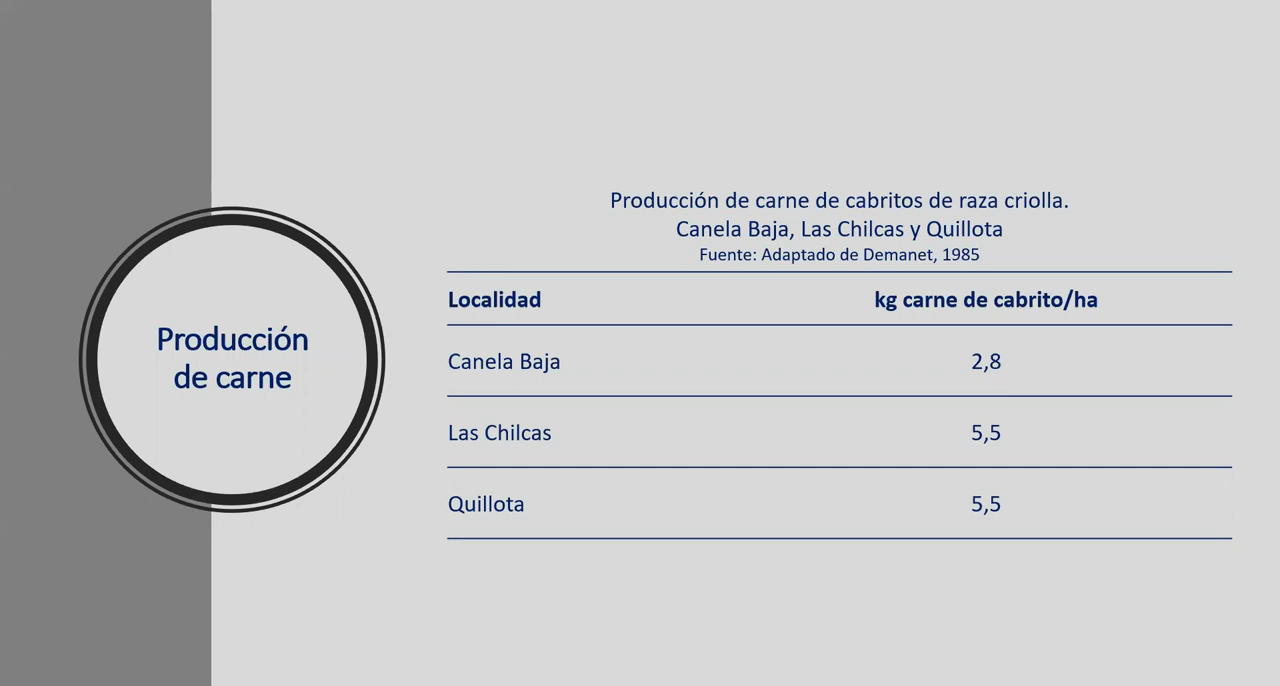 Producción
de carne
Producción de carne de cabritos de raza criolla.
Canela Baja, Las Chilcas y Quillota
Fuente: Adaptado de Demanet, 1985
Localidad kg carne de cabrito/ha
Canela Baja 2,8
Las Chilcas 5,5
Quillota 5,5